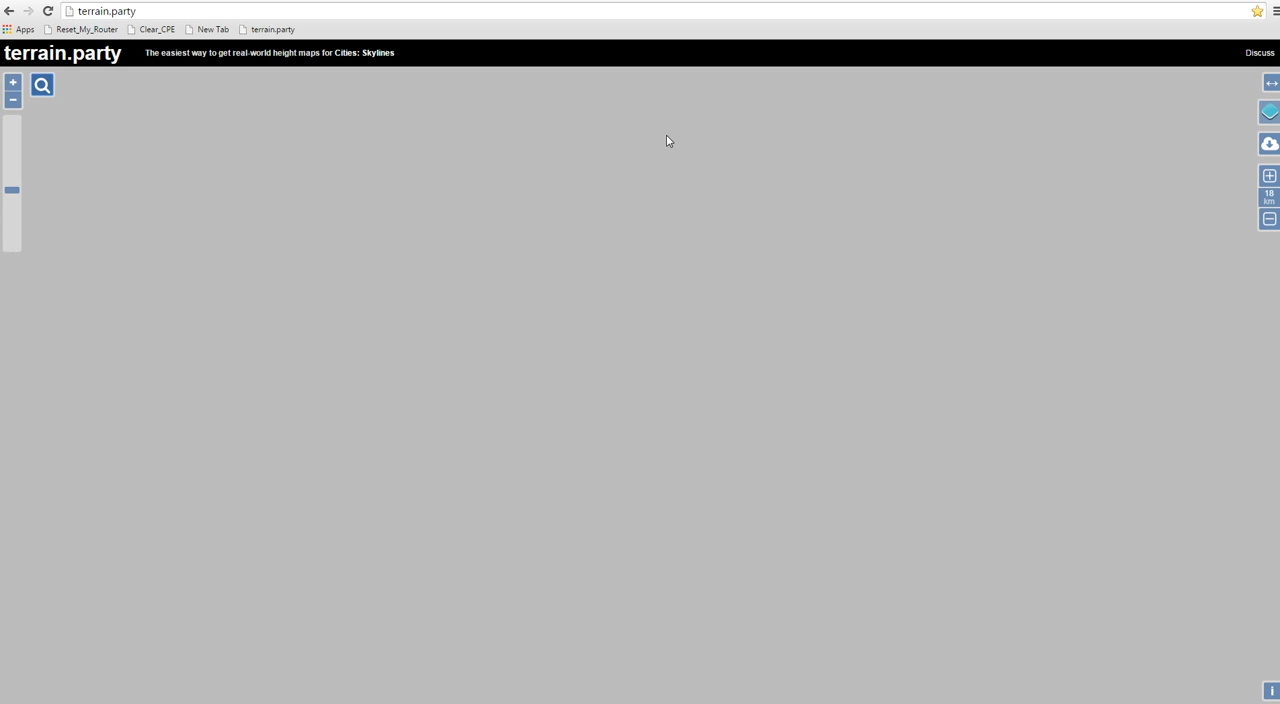 terrain.party
Apps Reset_My_Router Clear_CPE New Tab terrain.party
terrain.party The easiest way to get real-world height maps for Cities: Skylines Discuss
+
−
18
km
i